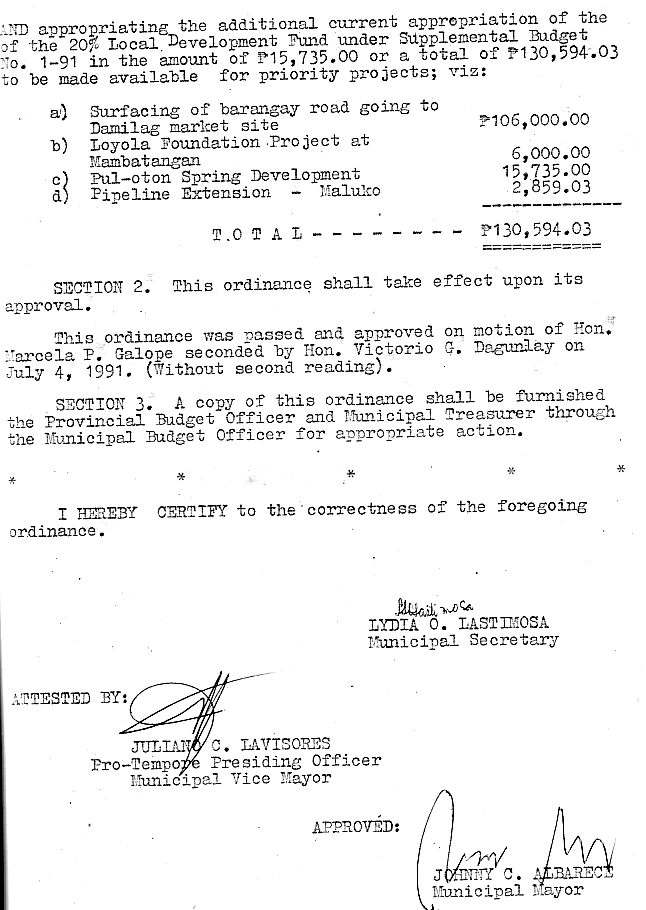 AND appropriating the additional current appropriation of the
of the 20% Local Development Fund under Supplemental Budget
No. 1-91 in the amount of ₱15,735.00 or a total of ₱130,594.03
to be made available for priority projects; viz:
a) Surfacing of barangay road going to
Damilag market site ₱106,000.00
b) Loyola Foundation Project at
Mambatangan 6,000.00
c) Pul-oton Spring Development 15,735.00
d) Pipeline Extension - Maluko 2,859.03
--------------
T O T A L - - - - - - - - ₱130,594.03
============
SECTION 2. This ordinance shall take effect upon its
approval.
This ordinance was passed and approved on motion of Hon.
Marcela P. Galope seconded by Hon. Victorio G. Dagunlay on
July 4, 1991. (Without second reading).
SECTION 3. A copy of this ordinance shall be furnished
the Provincial Budget Officer and Municipal Treasurer through
the Municipal Budget Officer for appropriate action.
* * * * *
I HEREBY CERTIFY to the correctness of the foregoing
ordinance.
LYDIA O. LASTIMOSA
Municipal Secretary
ATTESTED BY:
JULIANO C. LAVISORES
Pro-Tempore Presiding Officer
Municipal Vice Mayor
APPROVED:
JOHNNY C. ALBARECE
Municipal Mayor